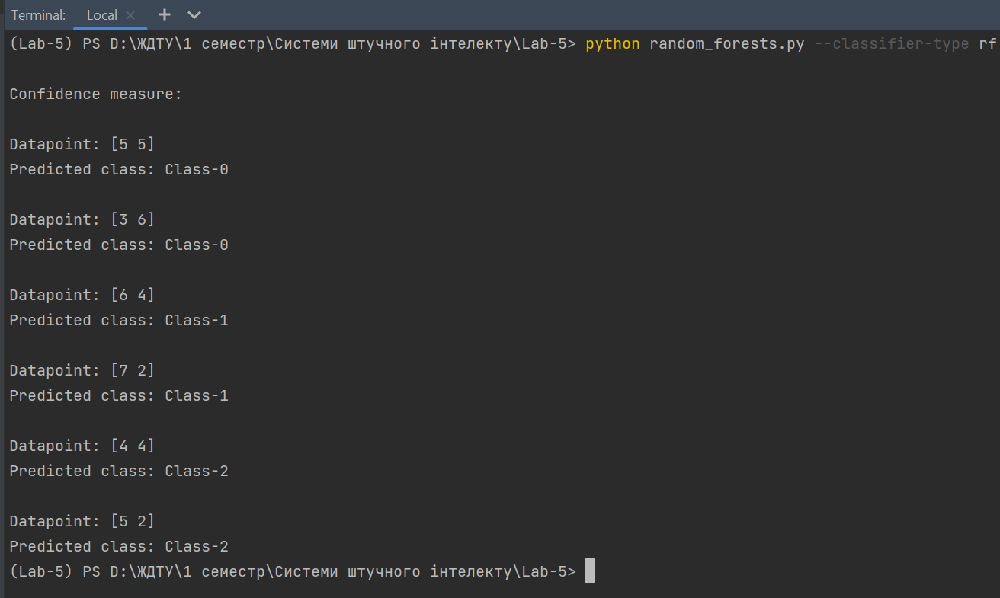 Terminal: Local
(Lab-5) PS D:\ЖДТУ\1 семестр\Системи штучного інтелекту\Lab-5> python random_forests.py --classifier-type rf
Confidence measure:
Datapoint: [5 5]
Predicted class: Class-0
Datapoint: [3 6]
Predicted class: Class-0
Datapoint: [6 4]
Predicted class: Class-1
Datapoint: [7 2]
Predicted class: Class-1
Datapoint: [4 4]
Predicted class: Class-2
Datapoint: [5 2]
Predicted class: Class-2
(Lab-5) PS D:\ЖДТУ\1 семестр\Системи штучного інтелекту\Lab-5>